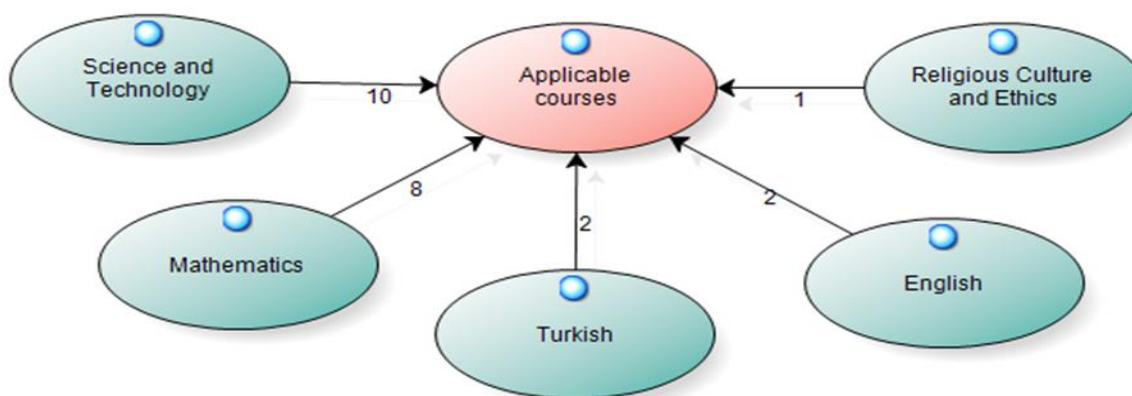 Science and
Technology
Applicable
courses
Religious Culture
and Ethics
10
1
8
2
2
Mathematics
Turkish
English